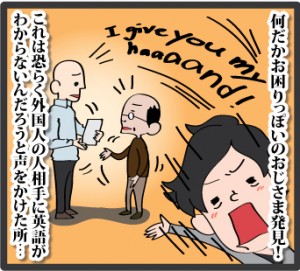 何だかお困りっぽいのおじさま発見!
I give you my
haaaand!
これは恐らく外国人の人相手に英語が
わからないんだろうと声をかけた所…